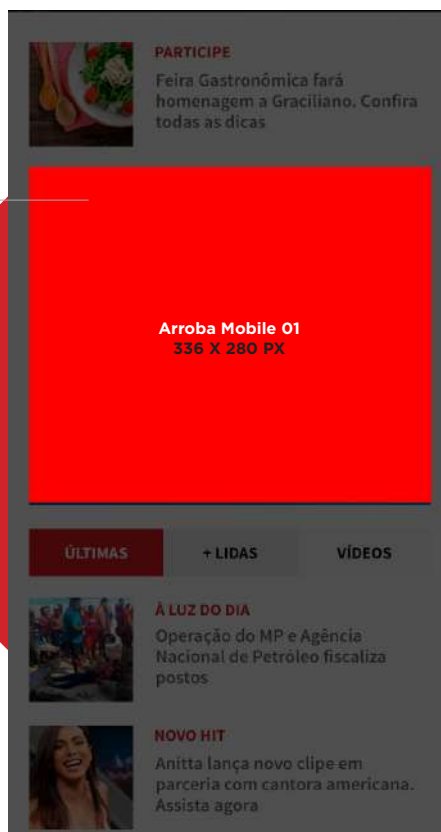 PARTICIPE
Feira Gastronômica fará
homenagem a Graciliano. Confira
todas as dicas
Arroba Mobile 01
336 X 280 PX
ÚLTIMAS
+ LIDAS
VÍDEOS
À LUZ DO DIA
Operação do MP e Agência
Nacional de Petróleo fiscaliza
postos
NOVO HIT
Anitta lança novo clipe em
parceria com cantora americana.
Assista agora